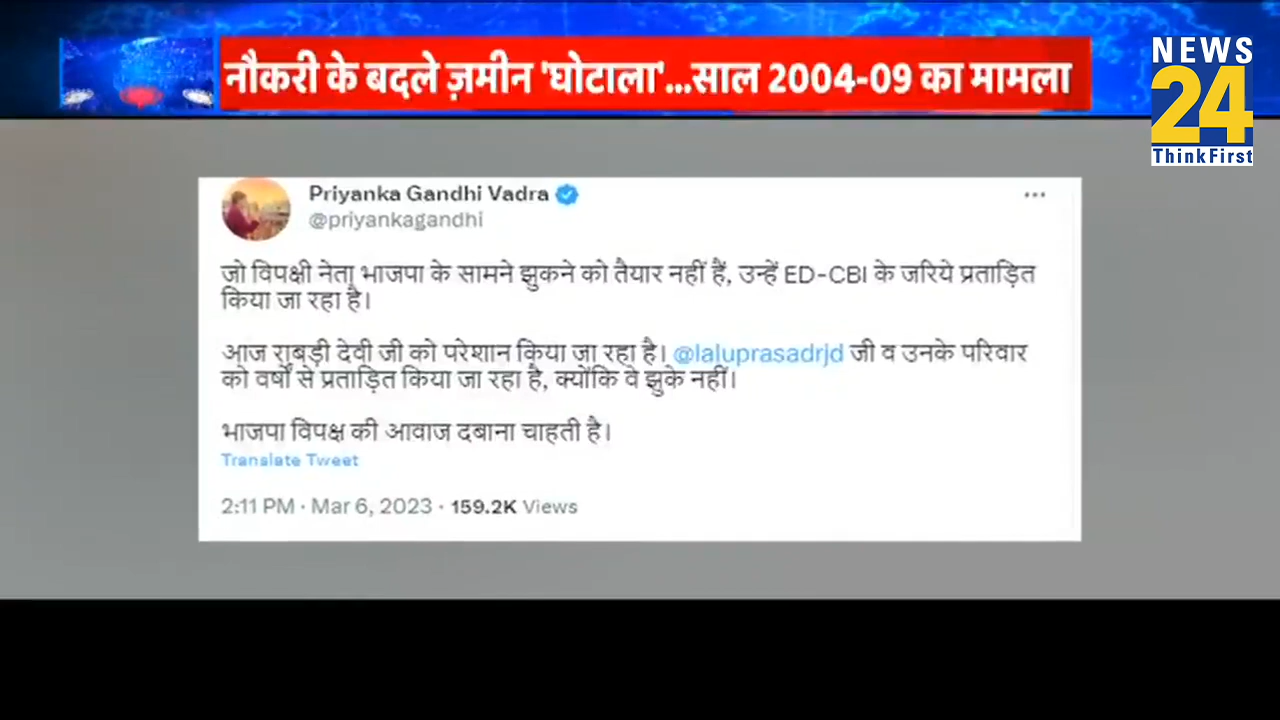 नौकरी के बदले ज़मीन 'घोटाला'...साल 2004-09 का मामला
NEWS
24
ThinkFirst
Priyanka Gandhi Vadra
@priyankagandhi
जो विपक्षी नेता भाजपा के सामने झुकने को तैयार नहीं हैं, उन्हें ED-CBI के जरिये प्रताड़ित
किया जा रहा है।
आज राबड़ी देवी जी को परेशान किया जा रहा है। @laluprasadrjd जी व उनके परिवार
को वर्षों से प्रताड़ित किया जा रहा है, क्योंकि वे झुके नहीं।
भाजपा विपक्ष की आवाज दबाना चाहती है।
Translate Tweet
2:11 PM · Mar 6, 2023 · 159.2K Views